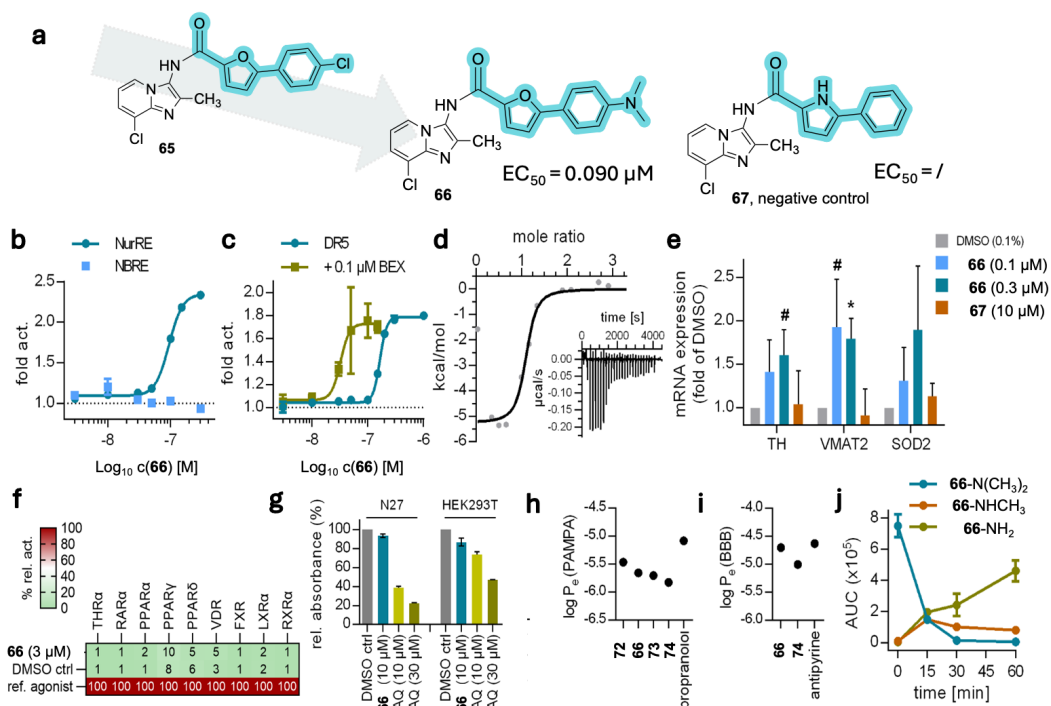 a
O
HN
O
Cl
N
CH₃
N
Cl
65
O
HN
O
N
N
CH₃
N
Cl
66
EC₅₀ = 0.090 µM
O
HN
NH
N
CH₃
N
Cl
67, negative control
EC₅₀ = /
b
NurRE
NBRE
fold act.
2.5
2.0
1.5
1.0
-8
-7
Log₁₀ c(66) [M]
c
DR5
+ 0.1 µM BEX
fold act.
2.0
1.8
1.6
1.4
1.2
1.0
-8
-7
-6
Log₁₀ c(66) [M]
d
mole ratio
0 1 2 3
kcal/mol
0
-1
-2
-3
-4
-5
-6
time [s]
0 2000 4000
µcal/s
0.00
-0.05
-0.10
-0.15
-0.20
e
DMSO (0.1%)
66 (0.1 µM)
66 (0.3 µM)
67 (10 µM)
mRNA expression
(fold of DMSO)
2.5
2.0
1.5
1.0
#
#
*
TH VMAT2 SOD2
f
% rel. act.
100
80
60
40
20
0
THRα RARα PPARα PPARγ PPARδ VDR FXR LXRα RXRα
66 (3 µM) 1 1 2 10 5 5 1 2 1
DMSO ctrl 1 1 1 8 6 3 1 2 1
ref. agonist 100 100 100 100 100 100 100 100 100
g
N27 HEK293T
rel. absorbance (%)
100
80
60
40
20
0
DMSO ctrl
66 (10 µM)
AQ (10 µM)
AQ (30 µM)
DMSO ctrl
66 (10 µM)
AQ (10 µM)
AQ (30 µM)
h
log Pₑ (PAMPA)
-4.5
-5.0
-5.5
-6.0
-6.5
72
66
73
74
propranolol
i
log Pₑ (BBB)
-4.0
-4.5
-5.0
-5.5
-6.0
66
74
antipyrine
j
66-N(CH₃)₂
66-NHCH₃
66-NH₂
AUC (x10⁵)
8
6
4
2
0
0 15 30 45 60
time [min]